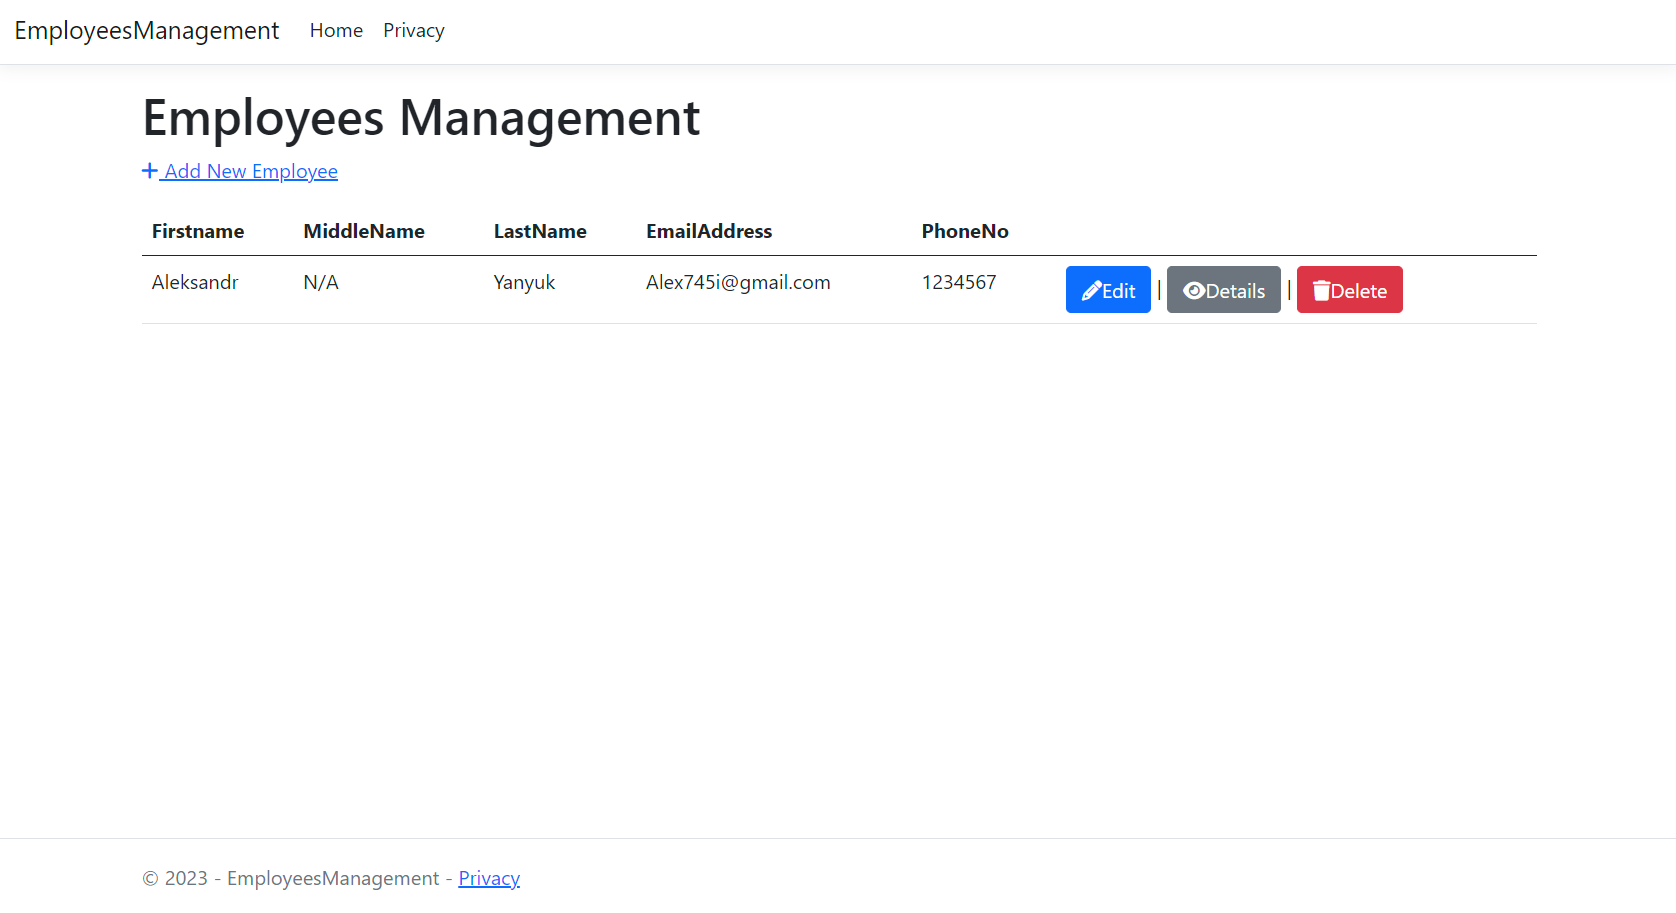 EmployeesManagement Home Privacy
Employees Management
Add New Employee
Firstname MiddleName LastName EmailAddress PhoneNo
Aleksandr N/A Yanyuk Alex745i@gmail.com 1234567 Edit | Details | Delete
© 2023 - EmployeesManagement - Privacy